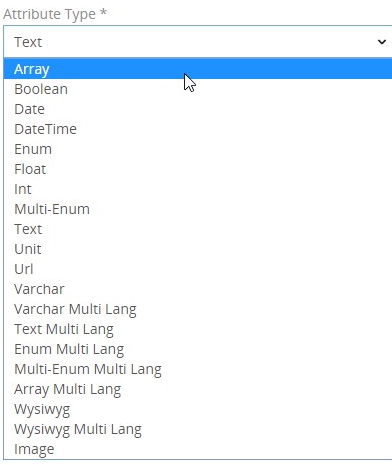 Attribute Type *
Text
Array
Boolean
Date
DateTime
Enum
Float
Int
Multi-Enum
Text
Unit
Url
Varchar
Varchar Multi Lang
Text Multi Lang
Enum Multi Lang
Multi-Enum Multi Lang
Array Multi Lang
Wysiwyg
Wysiwyg Multi Lang
Image